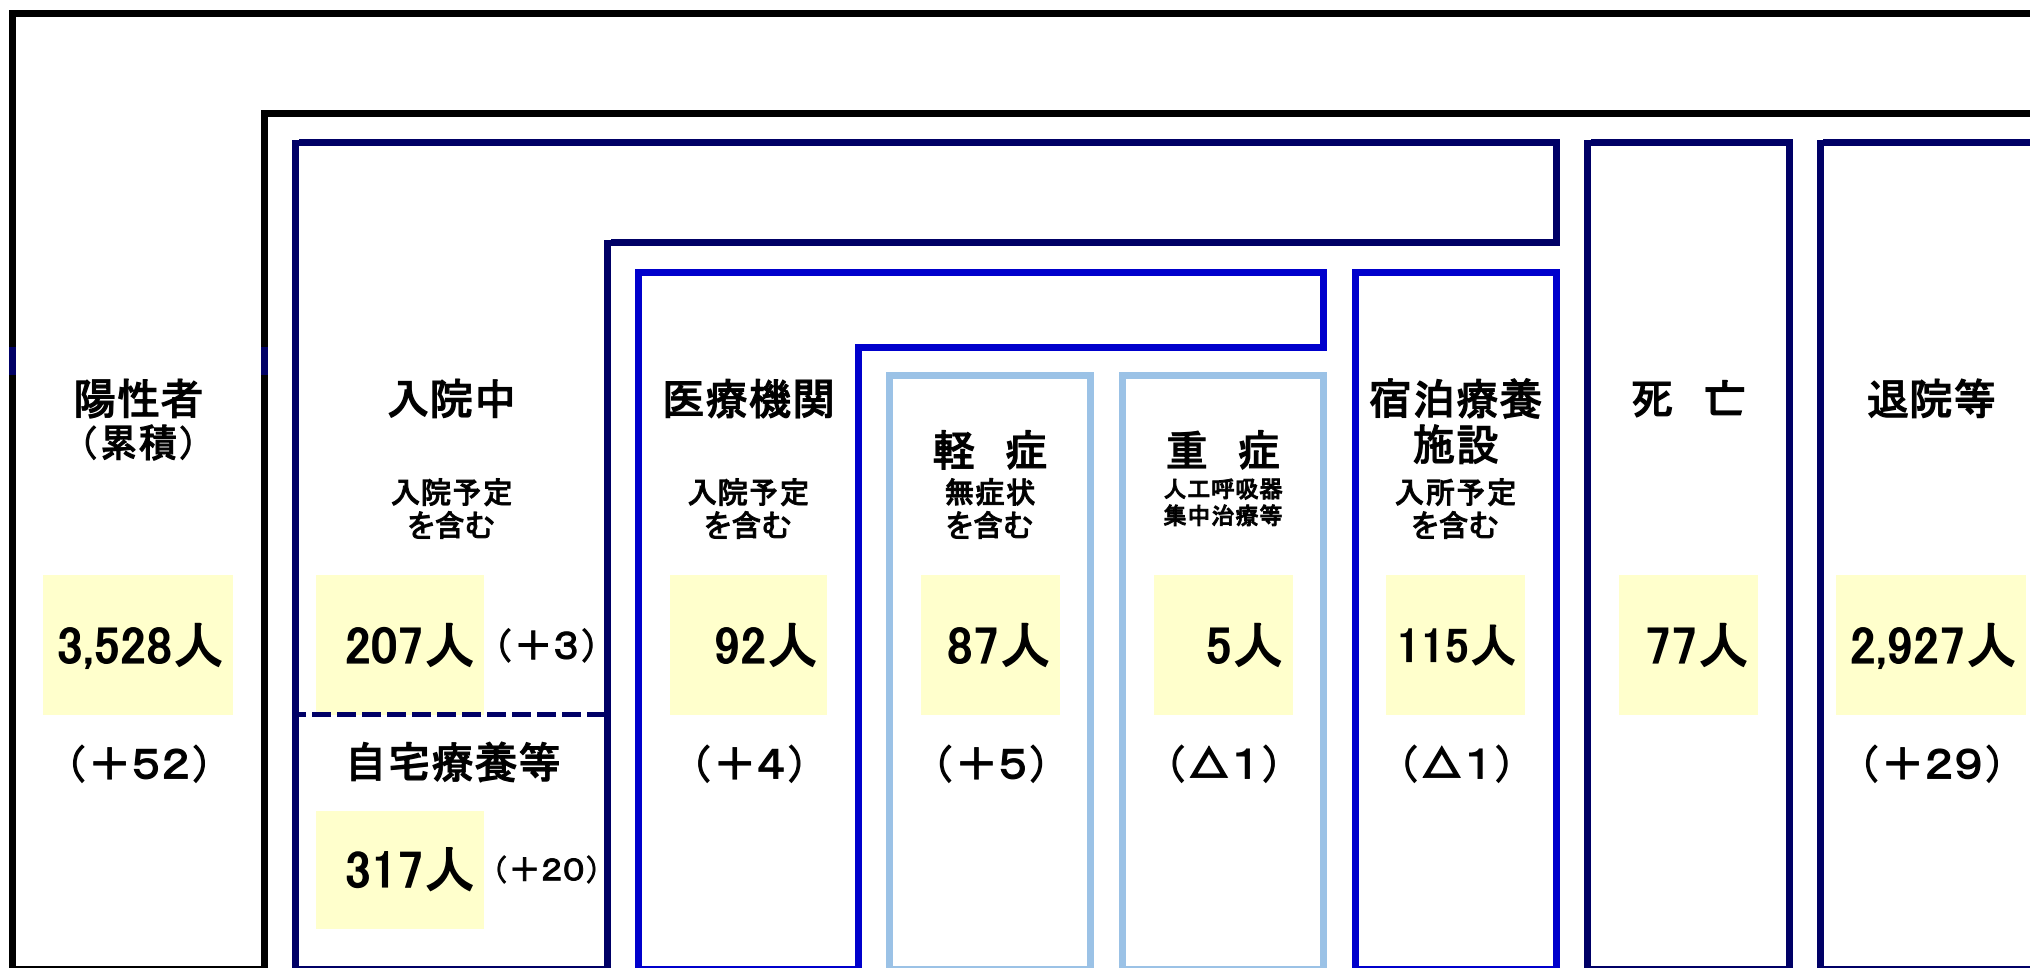 陽性者
（累積）
3,528人
（＋52）
入院中
入院予定
を含む
207人（＋3）
自宅療養等
317人（＋20）
医療機関
入院予定
を含む
92人
（＋4）
軽　症
無症状
を含む
87人
（＋5）
重　症
人工呼吸器
集中治療等
5人
（△1）
宿泊療養
施設
入所予定
を含む
115人
（△1）
死　亡
77人
退院等
2,927人
（＋29）